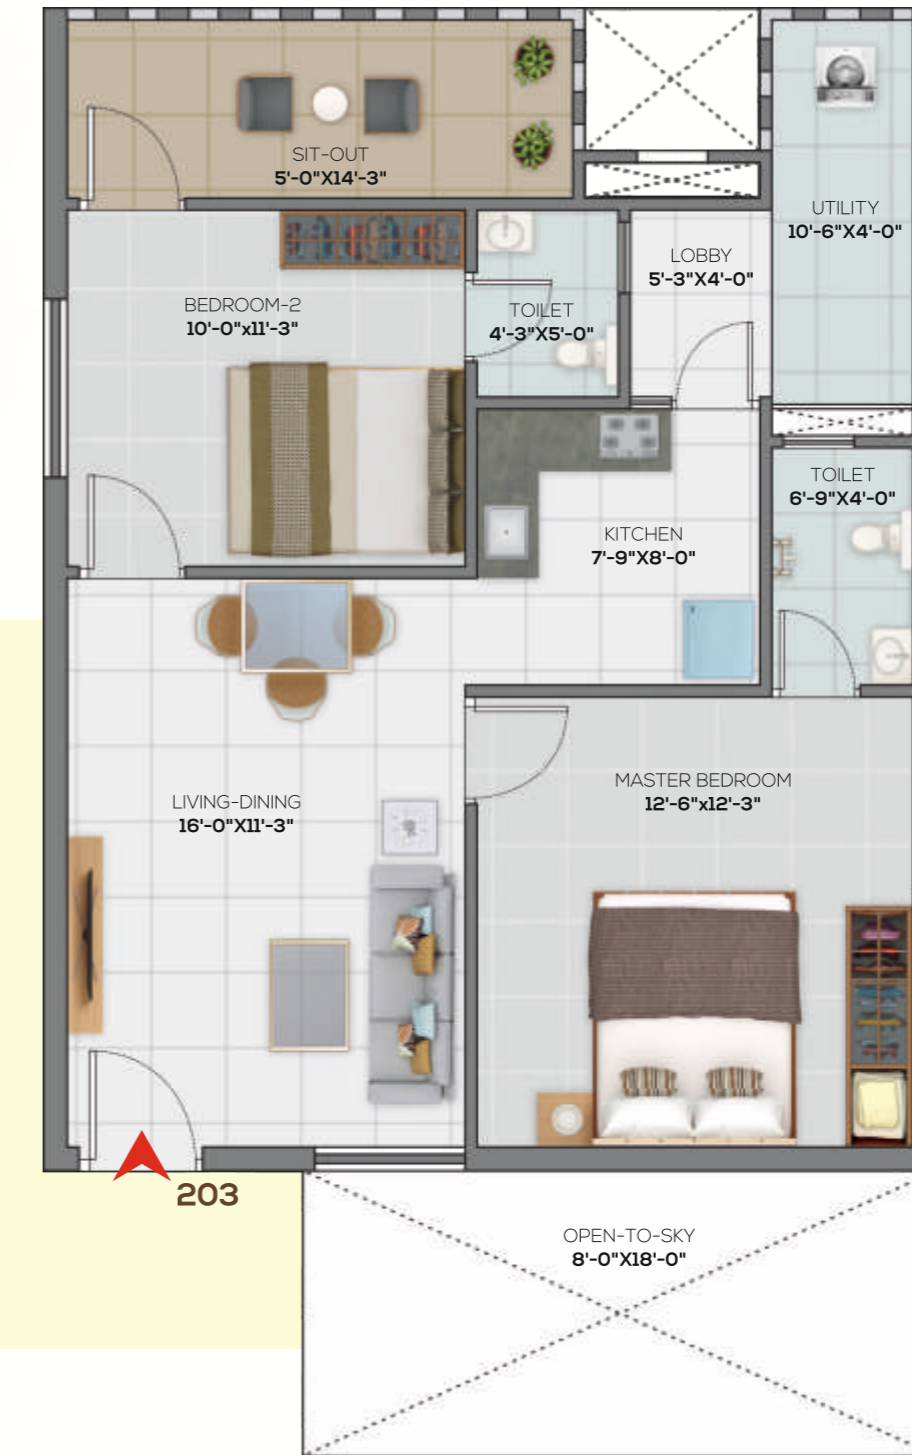 SIT-OUT
5'-0"X14'-3"
UTILITY
10'-6"X4'-0"
LOBBY
5'-3"X4'-0"
BEDROOM-2
10'-0"x11'-3"
TOILET
4'-3"X5'-0"
TOILET
6'-9"X4'-0"
KITCHEN
7'-9"X8'-0"
MASTER BEDROOM
12'-6"x12'-3"
LIVING-DINING
16'-0"X11'-3"
203
OPEN-TO-SKY
8'-0"X18'-0"